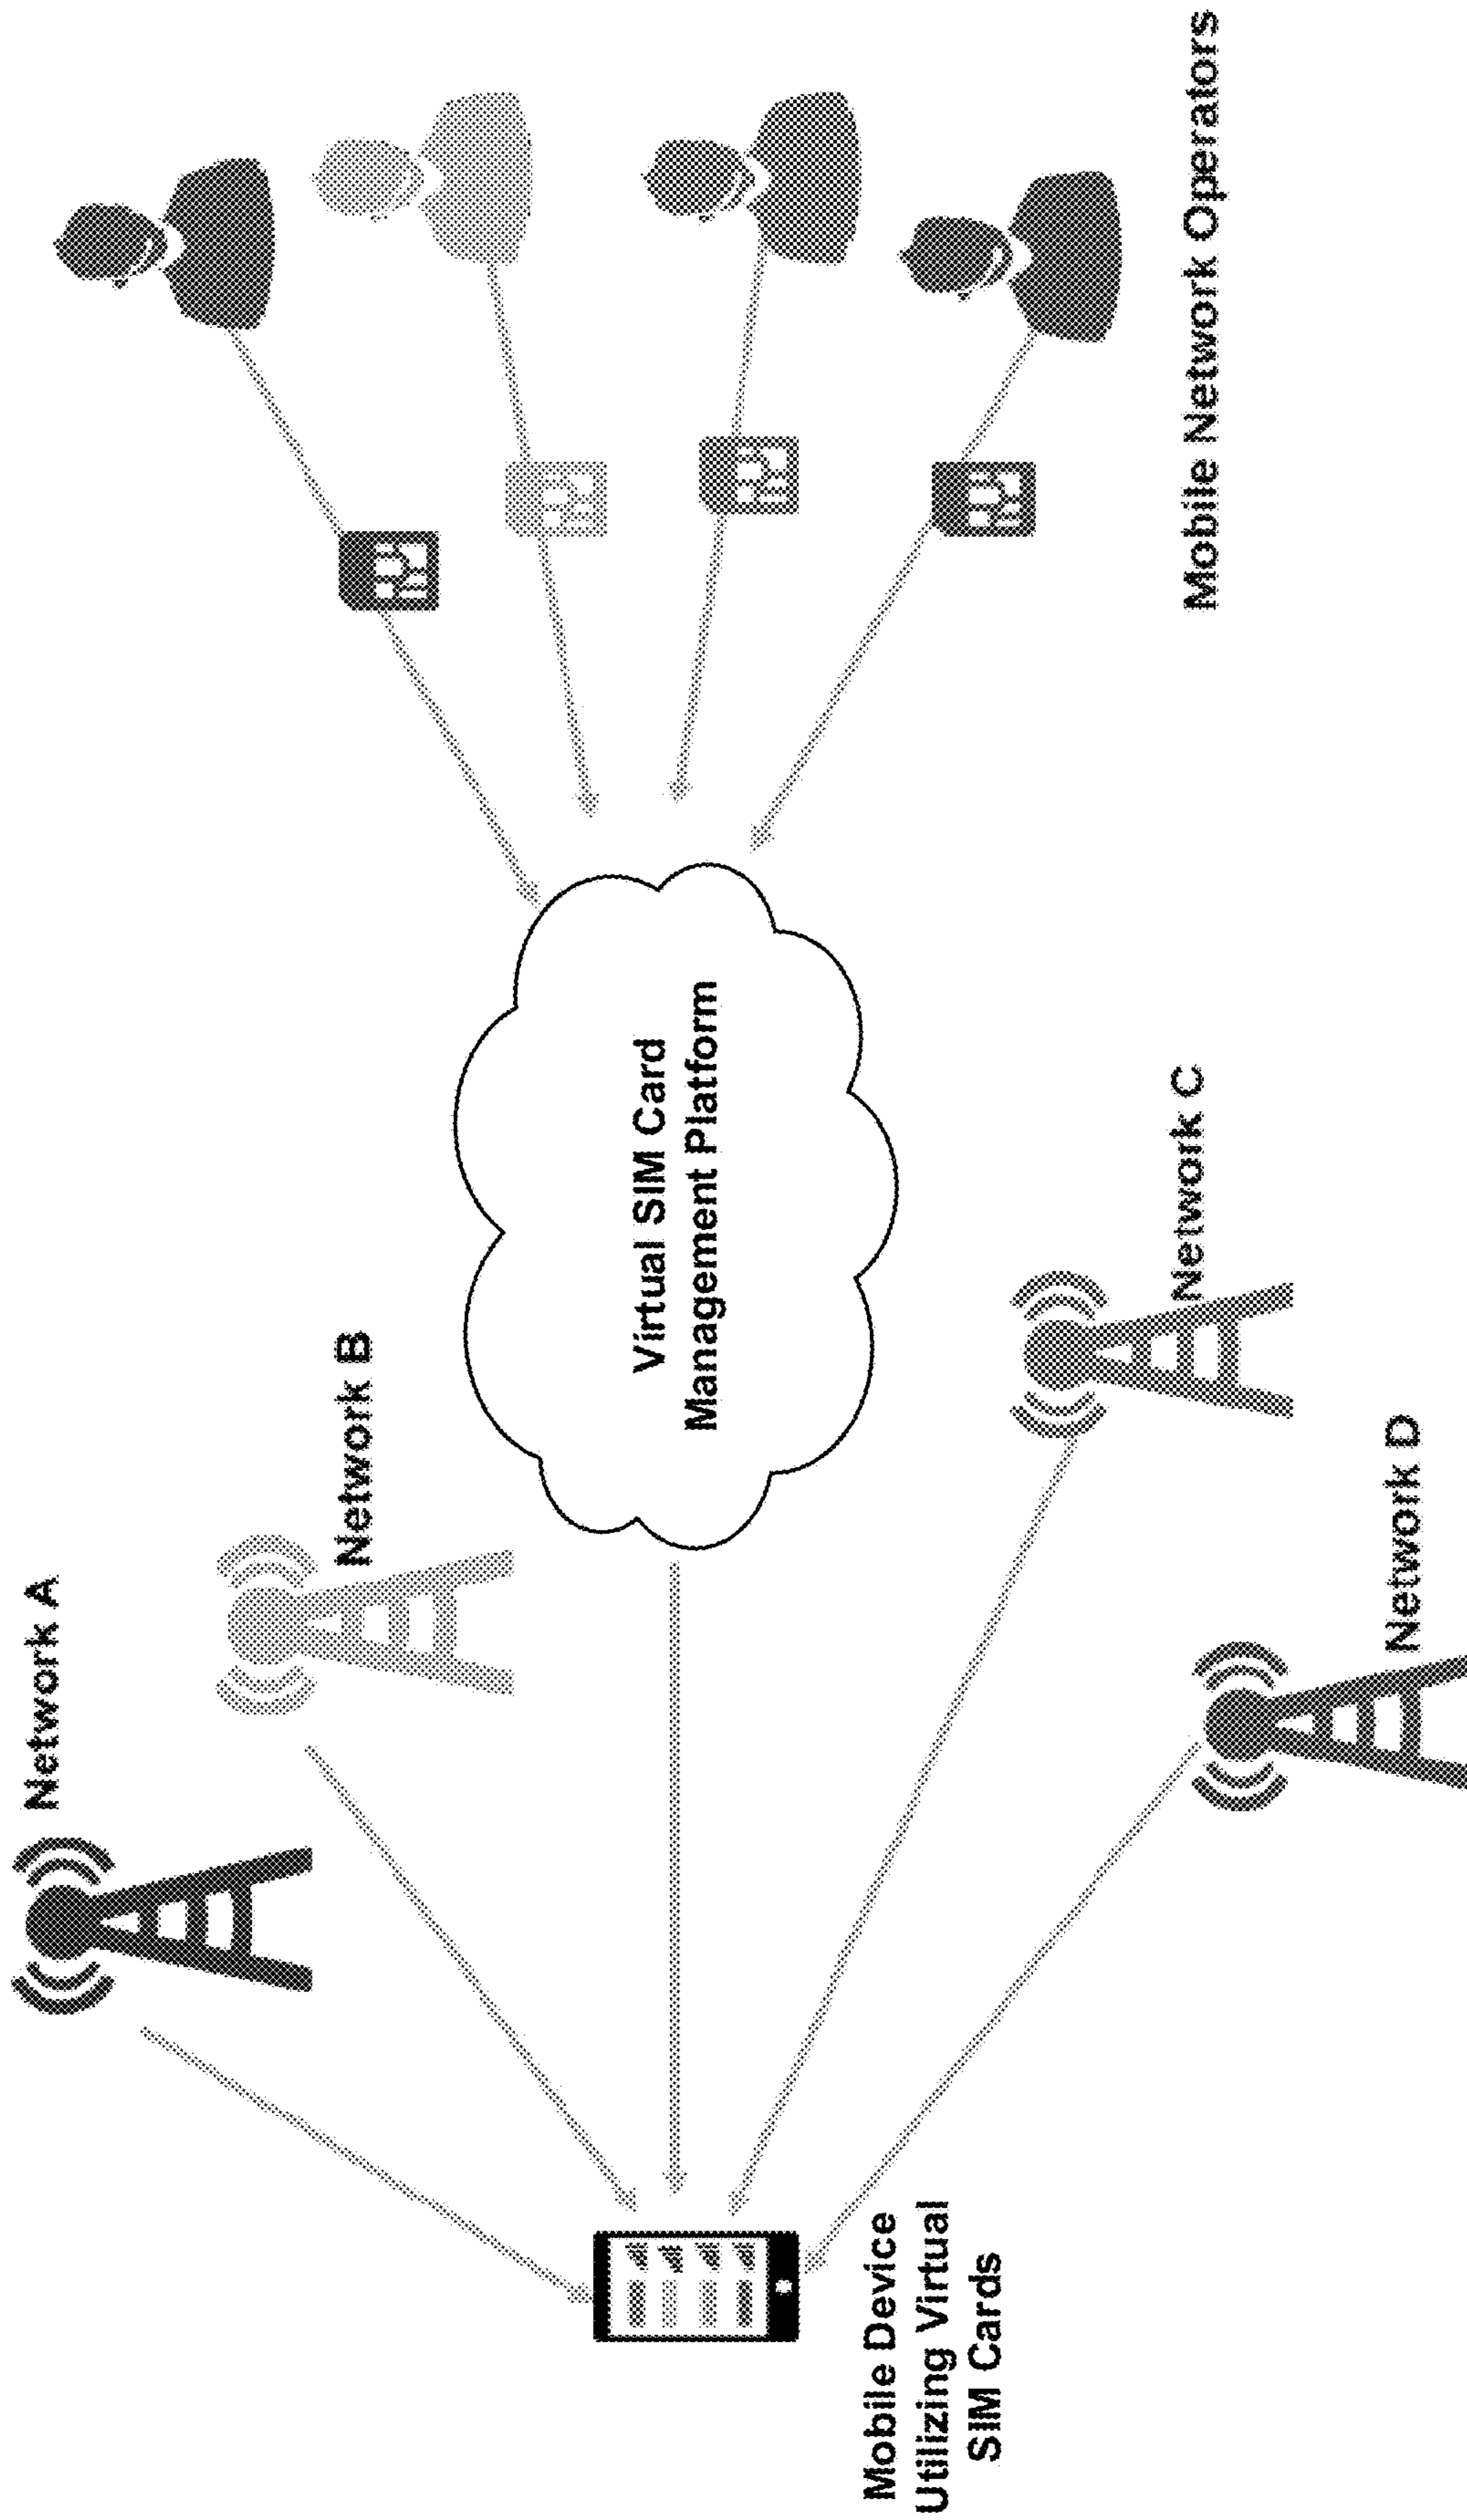 Network A
Network B
Virtual SIM Card
Management Platform
Network C
Network D
Mobile Device
Utilizing Virtual
SIM Cards
Mobile Network Operators